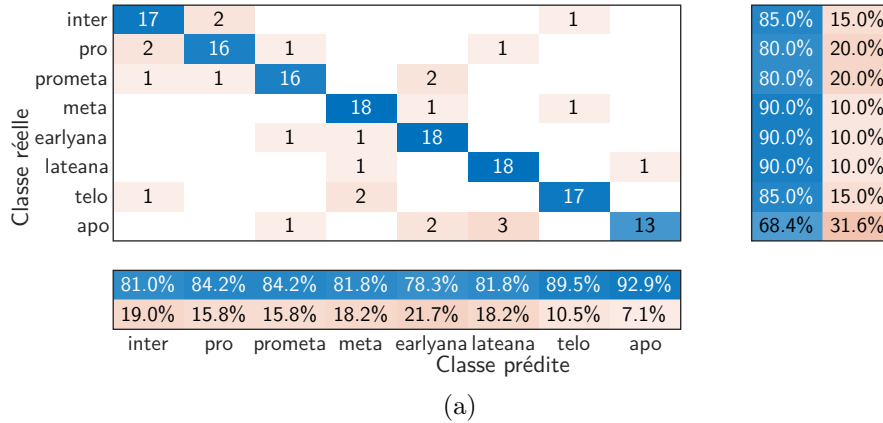 inter 17 2 1 85.0% 15.0%
pro 2 16 1 1 80.0% 20.0%
prometa 1 1 16 2 80.0% 20.0%
meta 18 1 1 90.0% 10.0%
earlyana 1 1 18 90.0% 10.0%
lateana 1 18 1 90.0% 10.0%
telo 1 2 17 85.0% 15.0%
apo 1 2 3 13 68.4% 31.6%
Classe réelle
81.0% 84.2% 84.2% 81.8% 78.3% 81.8% 89.5% 92.9%
19.0% 15.8% 15.8% 18.2% 21.7% 18.2% 10.5% 7.1%
inter pro prometa meta earlyana lateana telo apo
Classe prédite
(a)